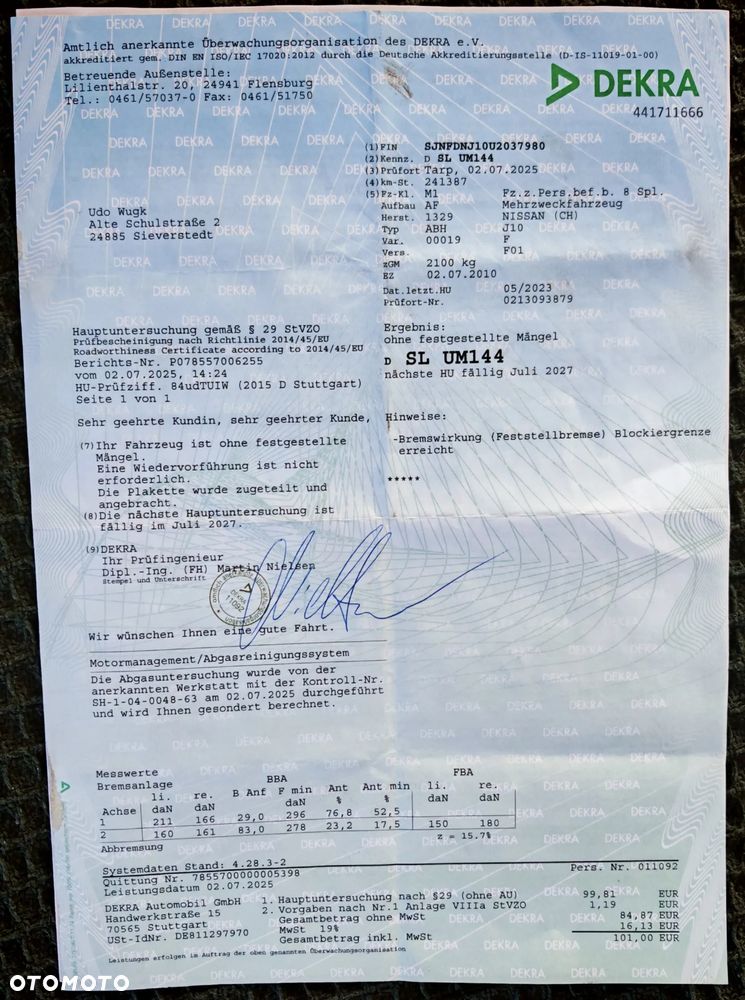 Amtlich anerkannte Überwachungsorganisation des DEKRA e.V.
akkreditiert gem. DIN EN ISO/IEC 17020:2012 durch die Deutsche Akkreditierungsstelle (D-IS-11019-01-00)
Betreuende Außenstelle:
Lilienthalstr. 20, 24941 Flensburg
Tel.: 0461/57037-0 Fax: 0461/51750
DEKRA
441711666
(1) FIN SJNFDNJ10U2037980
(2) Kennz. D SL UM144
(3) Prüfort Tarp, 02.07.2025
(4) km-St. 241387
(5) Fz-Kl. M1 Fz.z.Pers.bef.b. 8 Spl.
Aufbau AF Mehrzweckfahrzeug
Herst. 1329 NISSAN (CH)
Typ ABH J10
Var. 00019 F
Vers. F01
zGM 2100 kg
EZ 02.07.2010
Dat.letzt.HU 05/2023
Prüfort-Nr. 0213093879
Udo Wugk
Alte Schulstraße 2
24885 Sieverstedt
Hauptuntersuchung gemäß § 29 StVZO
Prüfbescheinigung nach Richtlinie 2014/45/EU
Roadworthiness Certificate according to 2014/45/EU
Berichts-Nr. P078557006255
vom 02.07.2025, 14:24
HU-Prüfziff. 84udTUIW (2015 D Stuttgart)
Seite 1 von 1
Ergebnis:
ohne festgestellte Mängel
D SL UM144
nächste HU fällig Juli 2027
Sehr geehrte Kundin, sehr geehrter Kunde,
(7) Ihr Fahrzeug ist ohne festgestellte
Mängel.
Eine Wiedervorführung ist nicht
erforderlich.
Die Plakette wurde zugeteilt und
angebracht.
(8) Die nächste Hauptuntersuchung ist
fällig im Juli 2027.
Hinweise:
-Bremswirkung (Feststellbremse) Blockiergrenze
erreicht
*****
(9) DEKRA
Ihr Prüfingenieur
Dipl.-Ing. (FH) Martin Nielsen
Stempel und Unterschrift
DEKRA
11092
Wir wünschen Ihnen eine gute Fahrt.
Motormanagement/Abgasreinigungssystem
Die Abgasuntersuchung wurde von der
anerkannten Werkstatt mit der Kontroll-Nr.
SH-1-04-0048-63 am 02.07.2025 durchgeführt
und wird Ihnen gesondert berechnet.
Messwerte
Bremsanlage BBA FBA
li. re. B Anf F min Ant Ant min li. re.
Achse daN daN daN % % daN daN
1 211 166 29,0 296 76,8 52,5
2 160 161 83,0 278 23,2 17,5 150 180
Abbremsung z = 15.7%
Systemdaten Stand: 4.28.3-2 Pers. Nr. 011092
Quittung Nr. 7855700000005398
Leistungsdatum 02.07.2025
DEKRA Automobil GmbH
Handwerkstraße 15
70565 Stuttgart
USt-IdNr. DE811297970
1. Hauptuntersuchung nach §29 (ohne AU) 99,81 EUR
2. Vorgaben nach Nr.1 Anlage VIIIa StVZO 1,19 EUR
Gesamtbetrag ohne MwSt 84,87 EUR
MwSt 19% 16,13 EUR
Gesamtbetrag inkl. MwSt 101,00 EUR
Leistungen erfolgen im Auftrag der oben genannten Überwachungsorganisation
OTOMOTO